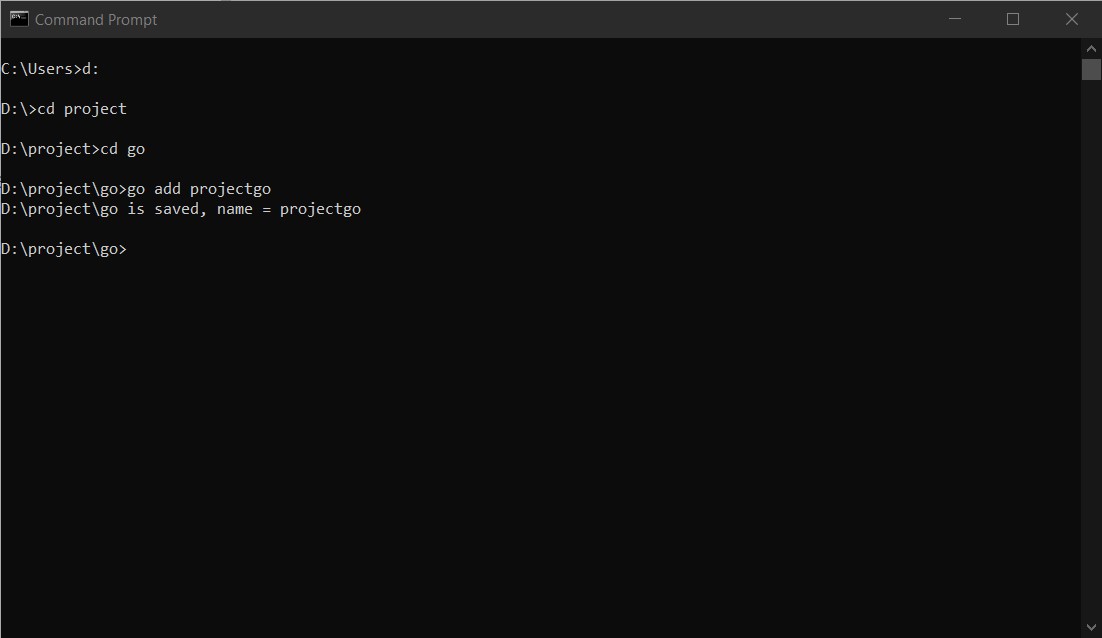 Command Prompt
C:\Users>d:
D:\>cd project
D:\project>cd go
D:\project\go>go add projectgo
D:\project\go is saved, name = projectgo
D:\project\go>